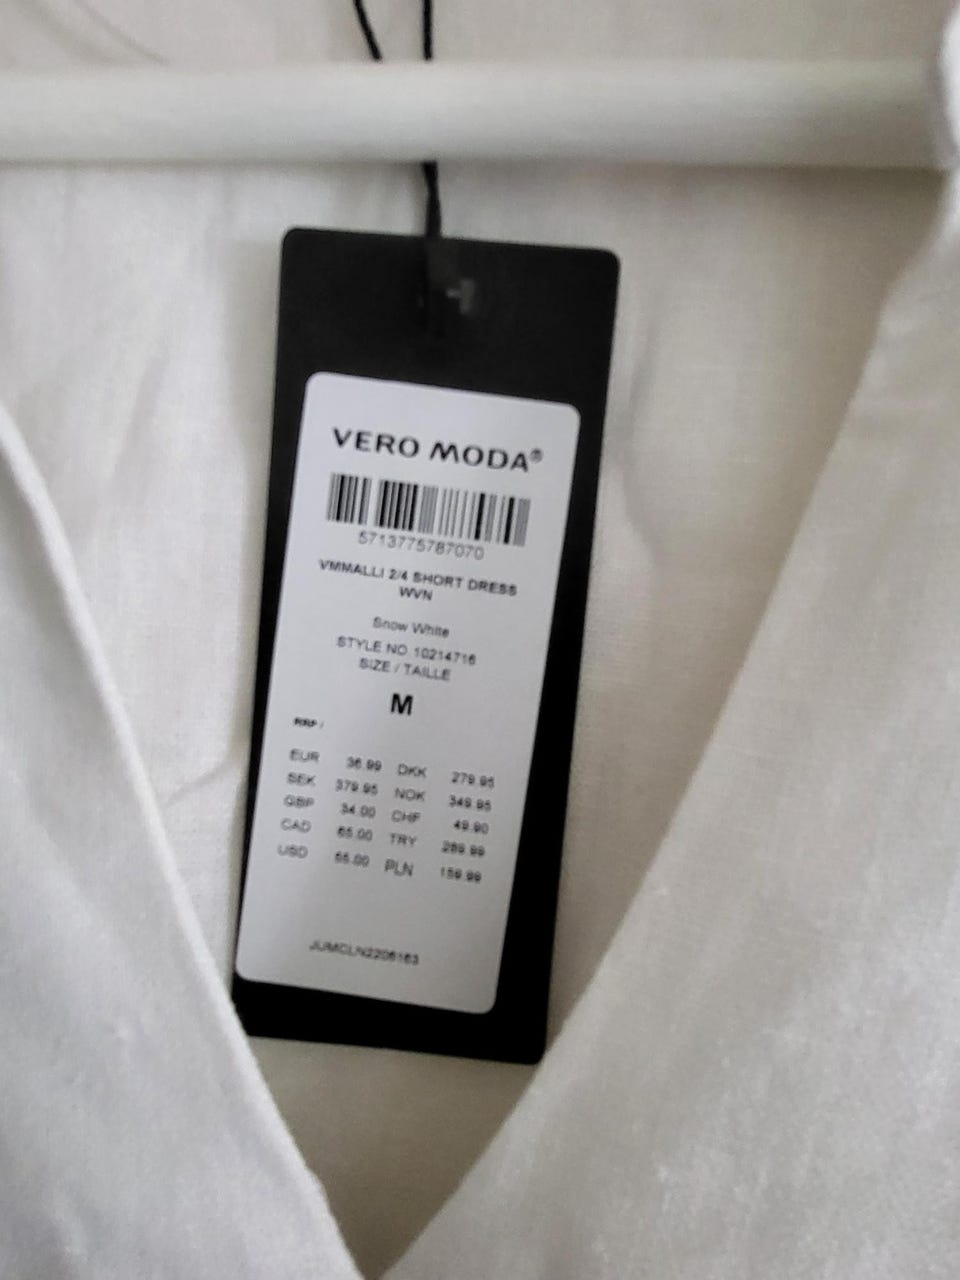 VERO MODA®
5713775787070
VMMALLI 2/4 SHORT DRESS
WVN
Snow White
STYLE NO. 10214716
SIZE / TAILLE
M
RRP /
EUR 36.99 DKK 279.95
SEK 379.95 NOK 349.95
GBP 34.00 CHF 49.90
CAD 65.00 TRY 289.99
USD 55.00 PLN 159.99
JUMCLN2206163